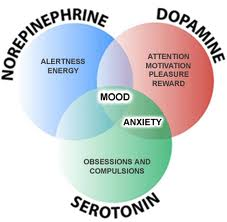 NOREPINEPHRINE
DOPAMINE
ALERTNESS
ENERGY
ATTENTION
MOTIVATION
PLEASURE
REWARD
MOOD
ANXIETY
OBSESSIONS AND
COMPULSIONS
SEROTONIN